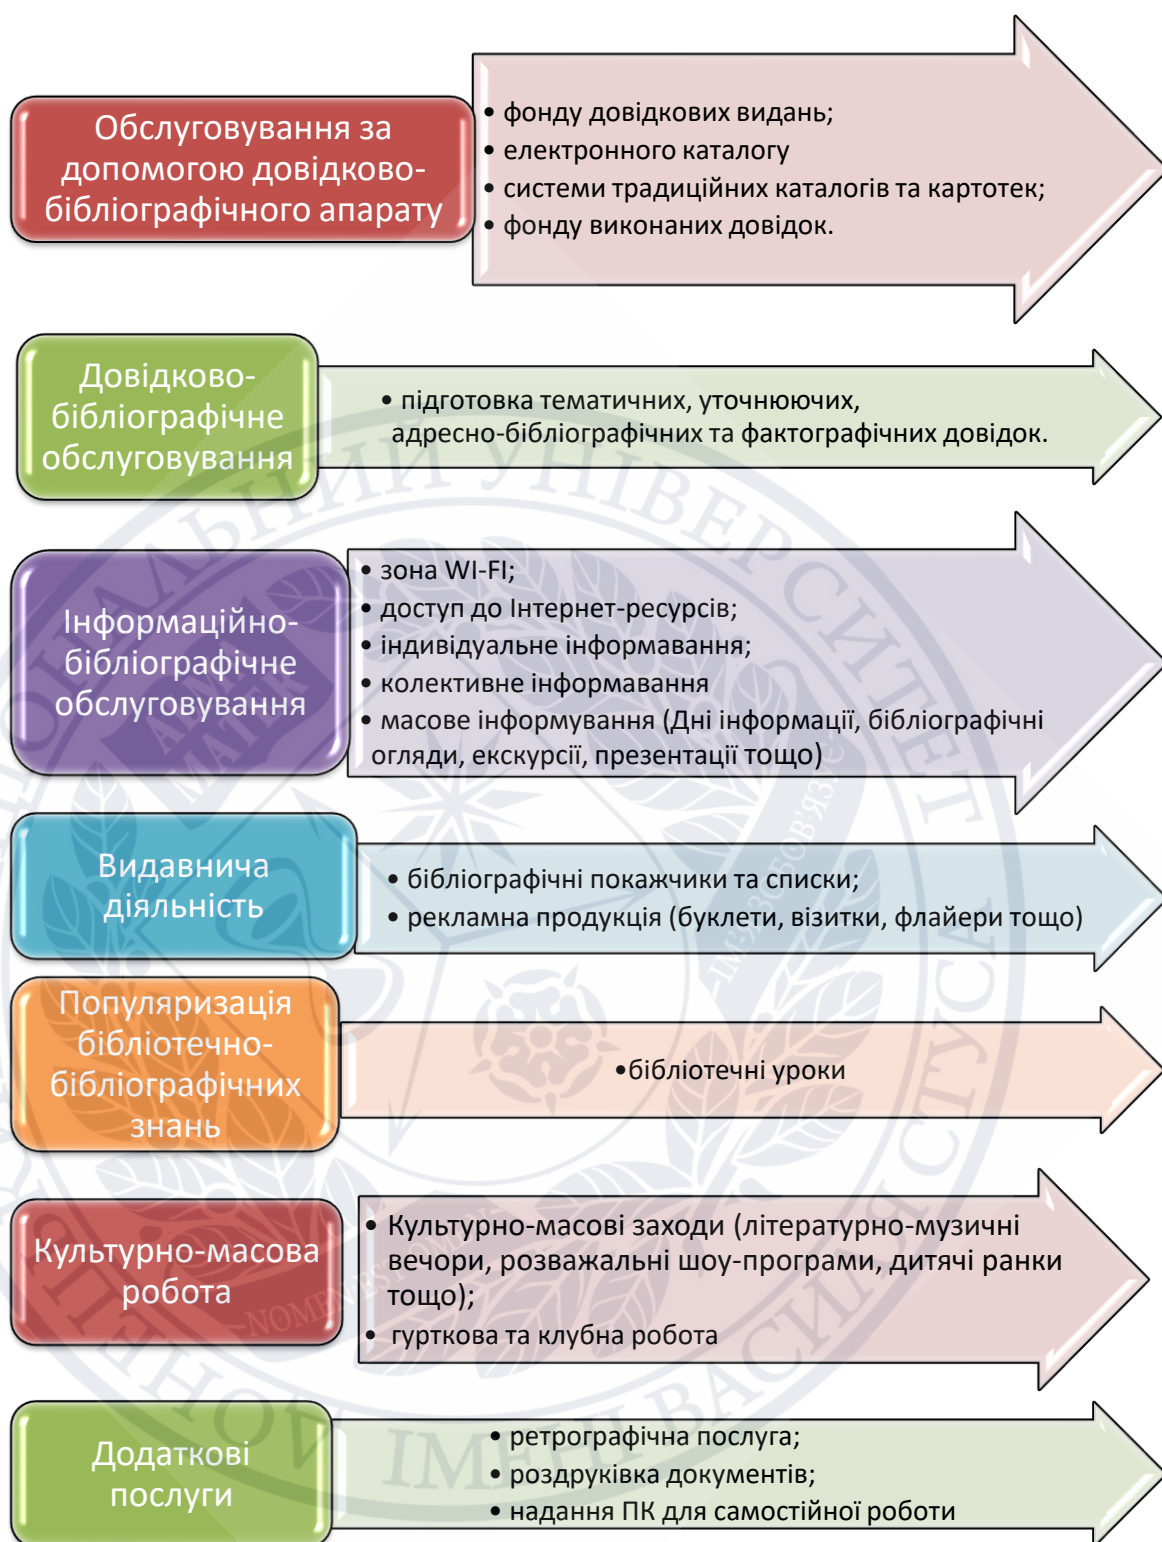 Обслуговування за
допомогою довідково-
бібліографічного апарату
• фонду довідкових видань;
• електронного каталогу
• системи традиційних каталогів та картотек;
• фонду виконаних довідок.
Довідково-
бібліографічне
обслуговування
• підготовка тематичних, уточнюючих,
адресно-бібліографічних та фактографічних довідок.
Інформаційно-
бібліографічне
обслуговування
• зона WI-FI;
• доступ до Інтернет-ресурсів;
• індивідуальне інформавання;
• колективне інформавання
• масове інформування (Дні інформації, бібліографічні
огляди, екскурсії, презентації тощо)
Видавнича
діяльність
• бібліографічні покажчики та списки;
• рекламна продукція (буклети, візитки, флайери тощо)
Популяризація
бібліотечно-
бібліографічних
знань
•бібліотечні уроки
Культурно-масова
робота
• Культурно-масові заходи (літературно-музичні
вечори, розважальні шоу-програми, дитячі ранки
тощо);
• гурткова та клубна робота
Додаткові
послуги
• ретрографічна послуга;
• роздруківка документів;
• надання ПК для самостійної роботи
УНІВЕРСИТЕТ
ІМЕНІ ВАСИЛЯ СТУСА